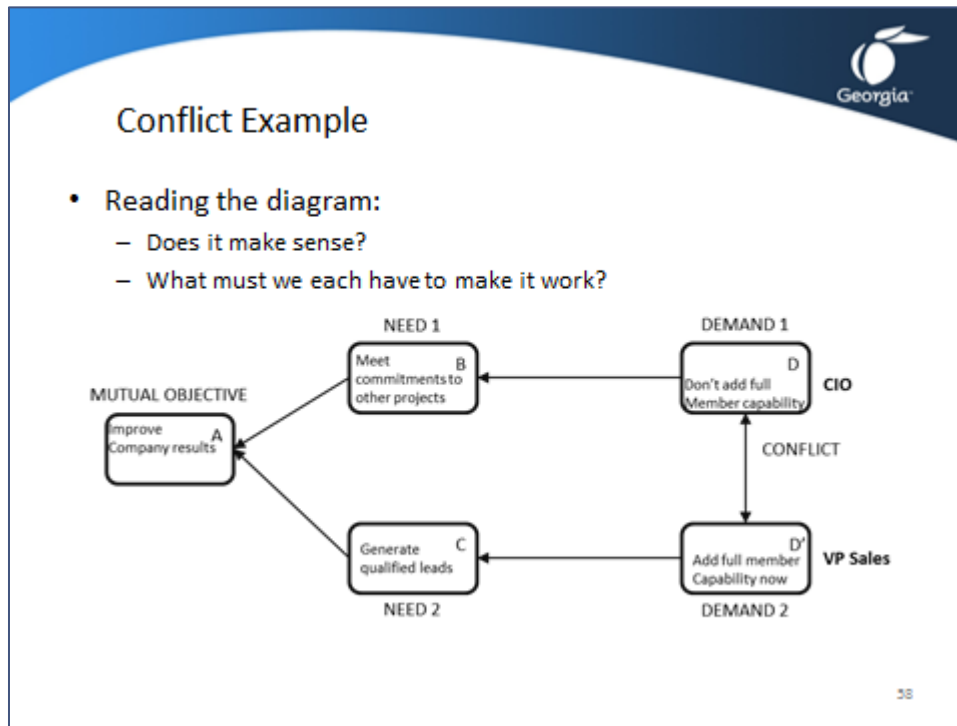 Georgia
Conflict Example
• Reading the diagram:
– Does it make sense?
– What must we each have to make it work?
NEED 1
DEMAND 1
Meet
B
commitments to
other projects
D
Don't add full
Member capability
CIO
MUTUAL OBJECTIVE
Improve
A
Company results
CONFLICT
Generate
C
qualified leads
D'
Add full member
Capability now
VP Sales
NEED 2
DEMAND 2
38